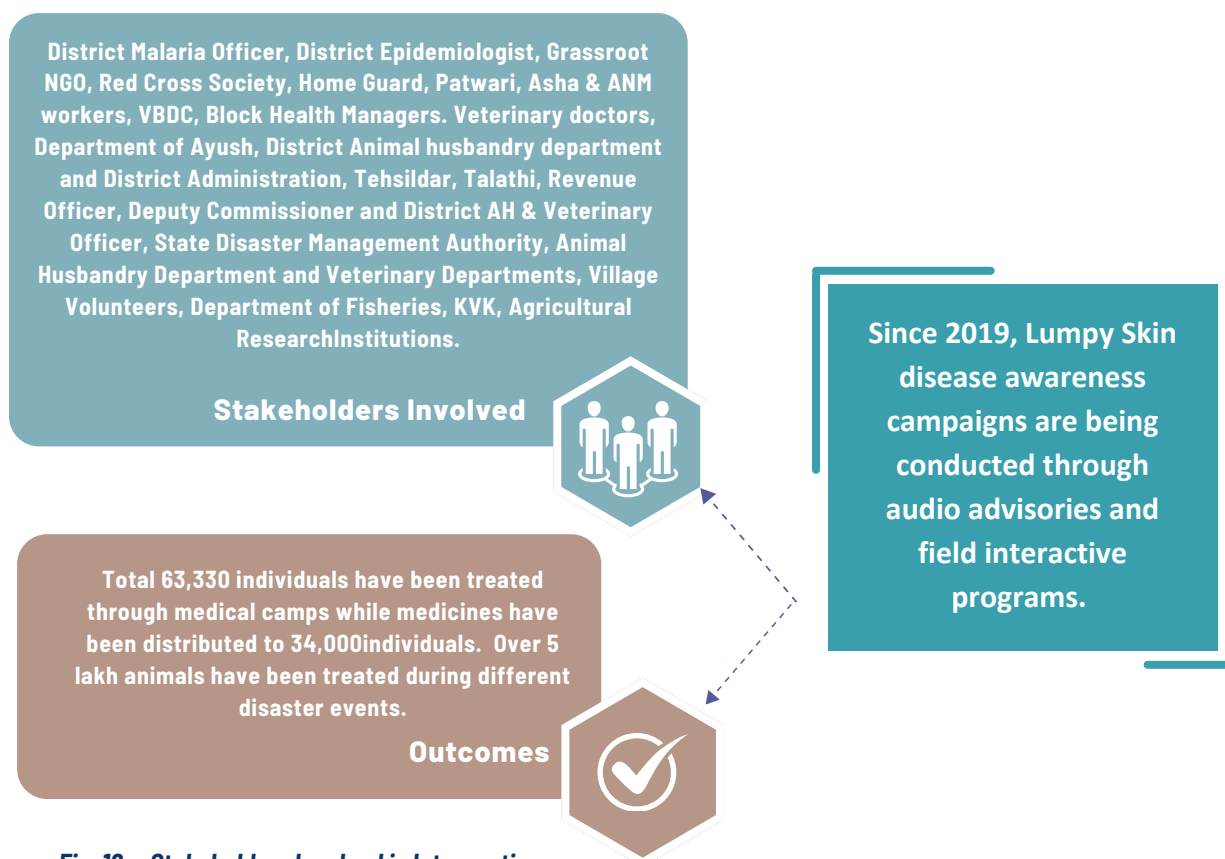 District Malaria Officer, District Epidemiologist, Grassroot
NGO, Red Cross Society, Home Guard, Patwari, Asha & ANM
workers, VBDC, Block Health Managers. Veterinary doctors,
Department of Ayush, District Animal husbandry department
and District Administration, Tehsildar, Talathi, Revenue
Officer, Deputy Commissioner and District AH & Veterinary
Officer, State Disaster Management Authority, Animal
Husbandry Department and Veterinary Departments, Village
Volunteers, Department of Fisheries, KVK, Agricultural
ResearchInstitutions.
Stakeholders Involved
Since 2019, Lumpy Skin
disease awareness
campaigns are being
conducted through
audio advisories and
field interactive
programs.
Total 63,330 individuals have been treated
through medical camps while medicines have
been distributed to 34,000individuals. Over 5
lakh animals have been treated during different
disaster events.
Outcomes